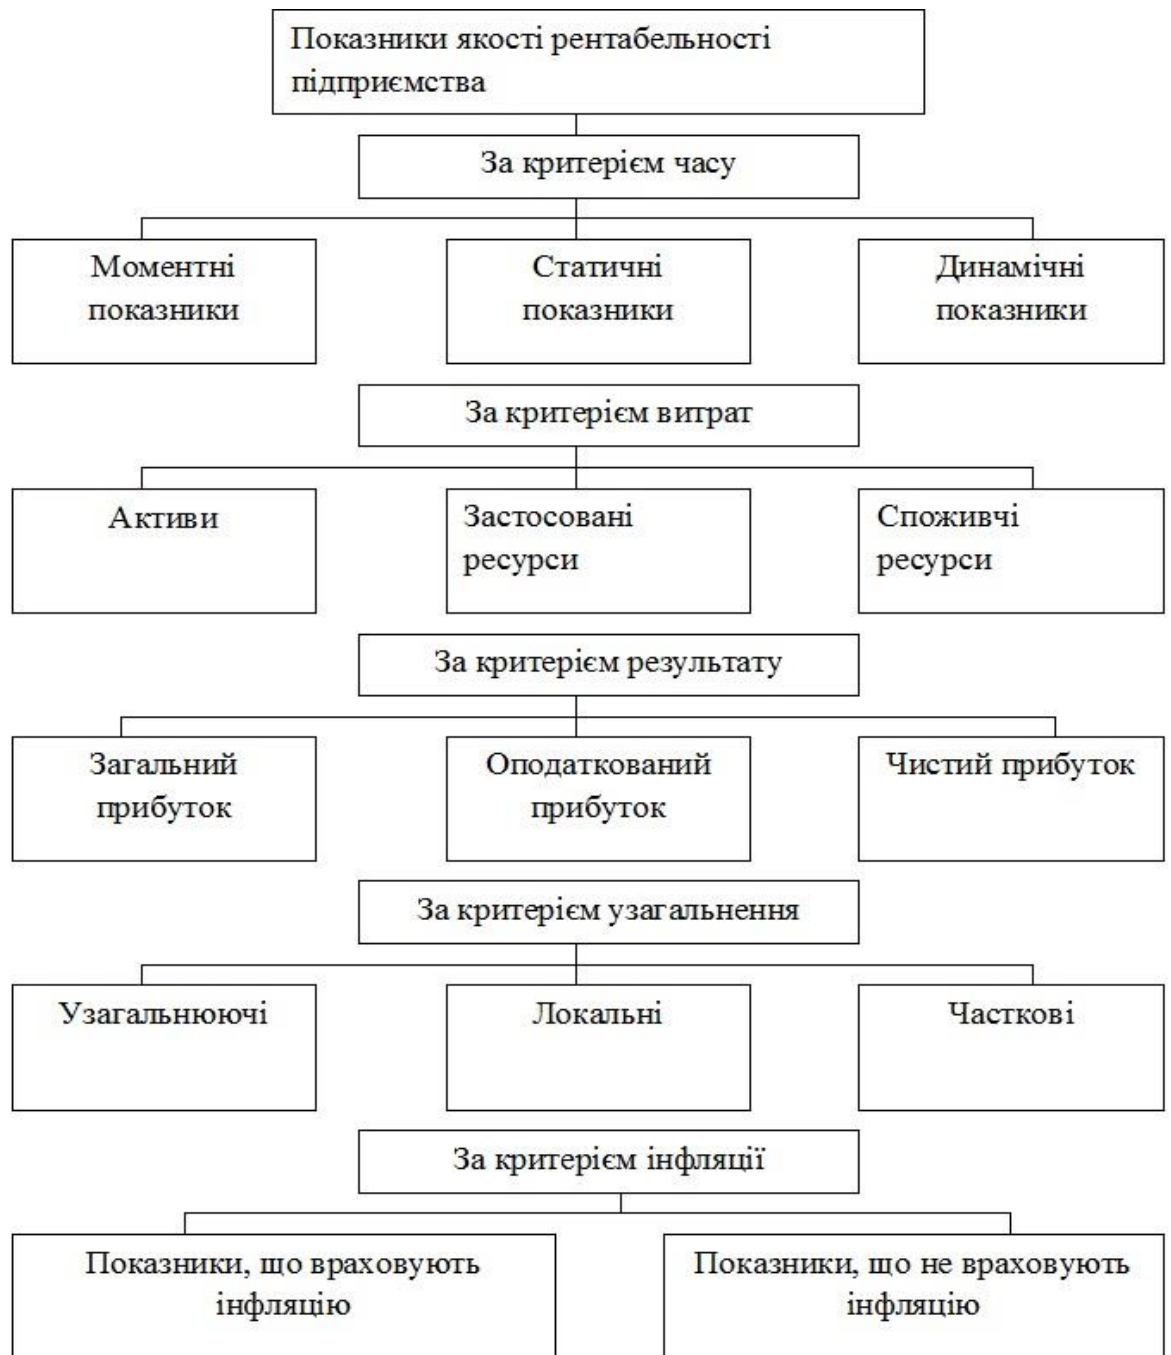 Показники якості рентабельності
підприємства
За критерієм часу
Моментні
показники
Статичні
показники
Динамічні
показники
За критерієм витрат
Активи
Застосовані
ресурси
Споживчі
ресурси
За критерієм результату
Загальний
прибуток
Оподаткований
прибуток
Чистий прибуток
За критерієм узагальнення
Узагальнюючі
Локальні
Часткові
За критерієм інфляції
Показники, що враховують
інфляцію
Показники, що не враховують
інфляцію